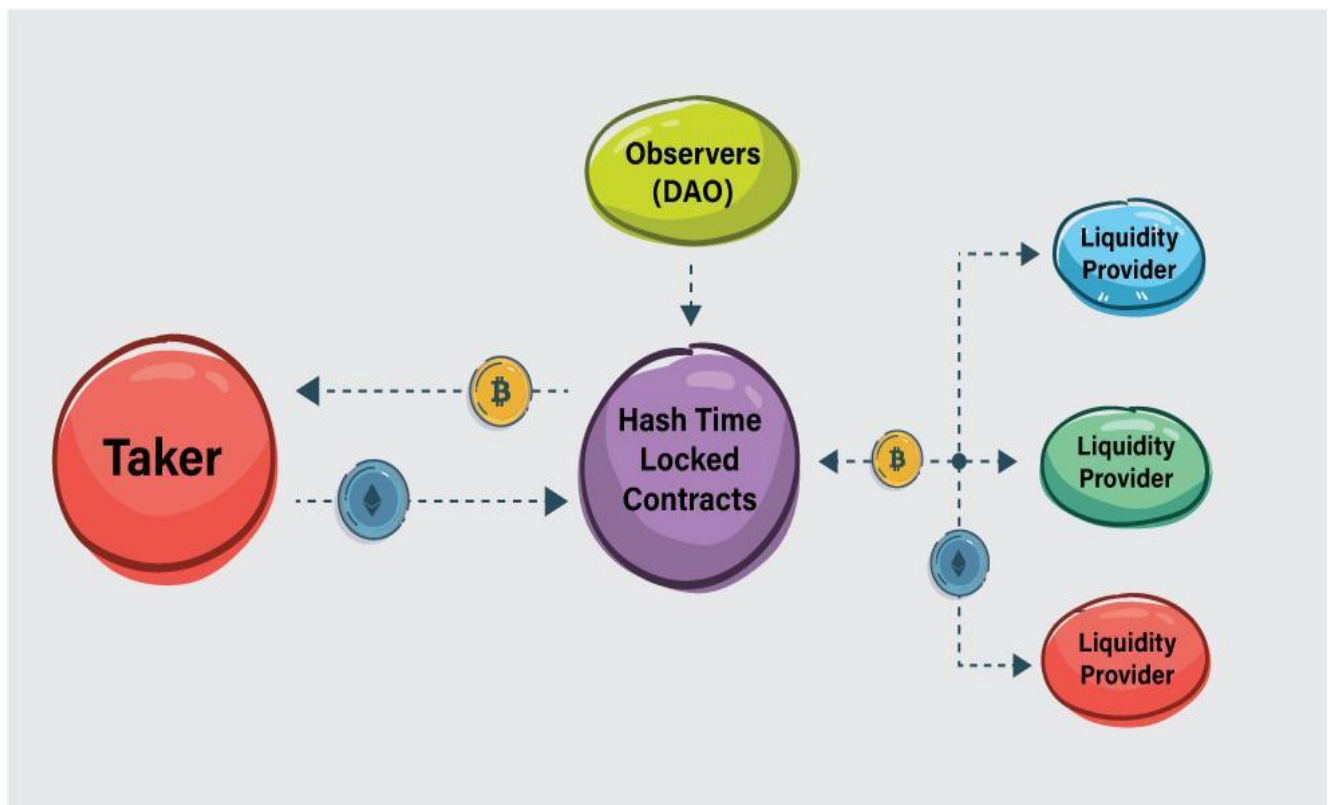 Observers
(DAO)
Liquidity
Provider
Taker
Hash Time
Locked
Contracts
Liquidity
Provider
Liquidity
Provider